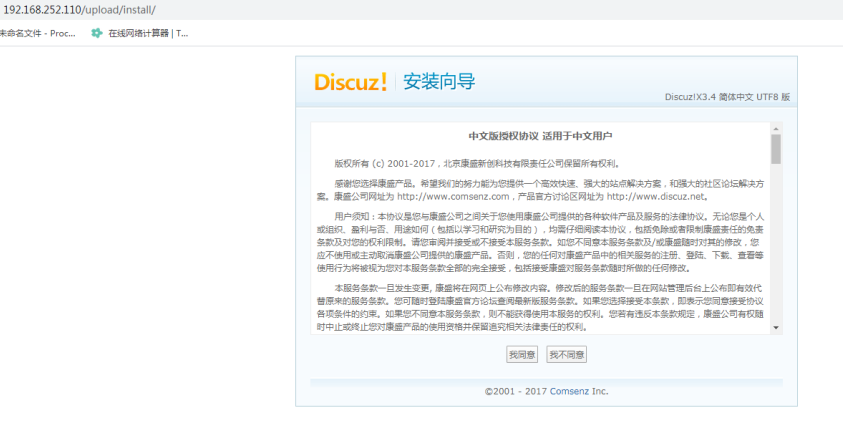 192.168.252.110/upload/install/
未命名文件 - Proc... 在线网络计算器 | T...
Discuz! 安装向导
Discuz!X3.4 简体中文 UTF8 版
中文版授权协议 适用于中文用户
版权所有 (c) 2001-2017，北京康盛新创科技有限责任公司保留所有权利。
感谢您选择康盛产品。希望我们的努力能为您提供一个高效快速、强大的站点解决方案，和强大的社区论坛解决方
案。康盛公司网址为 http://www.comsenz.com，产品官方讨论区网址为 http://www.discuz.net。
用户须知：本协议是您与康盛公司之间关于您使用康盛公司提供的各种软件产品及服务的法律协议。无论您是个人
或组织、盈利与否、用途如何（包括以学习和研究为目的），均需仔细阅读本协议，包括免除或者限制康盛责任的免责
条款及对您的权利限制。请您审阅并接受或不接受本服务条款。如您不同意本服务条款及/或康盛随时对其的修改，您
应不使用或主动取消康盛公司提供的康盛产品。否则，您的任何对康盛产品中的相关服务的注册、登陆、下载、查看等
使用行为将被视为您对本服务条款全部的完全接受，包括接受康盛对服务条款随时所做的任何修改。
本服务条款一旦发生变更, 康盛将在网页上公布修改内容。修改后的服务条款一旦在网站管理后台上公布即有效代
替原来的服务条款。您可随时登陆康盛官方论坛查阅最新版服务条款。如果您选择接受本条款，即表示您同意接受协议
各项条件的约束。如果您不同意本服务条款，则不能获得使用本服务的权利。您若有违反本条款规定，康盛公司有权随
时中止或终止您对康盛产品的使用资格并保留追究相关法律责任的权利。
我同意 我不同意
©2001 - 2017 Comsenz Inc.